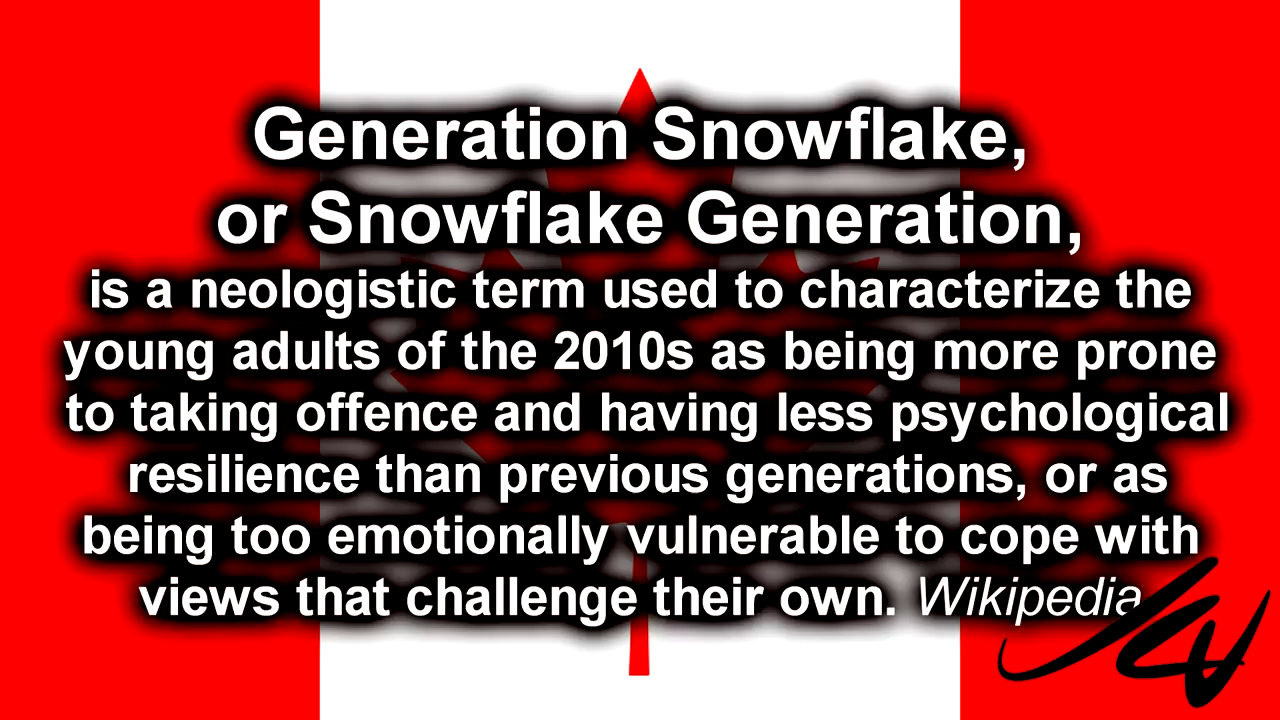 Generation Snowflake,
or Snowflake Generation,
is a neologistic term used to characterize the
young adults of the 2010s as being more prone
to taking offence and having less psychological
resilience than previous generations, or as
being too emotionally vulnerable to cope with
views that challenge their own. Wikipedia